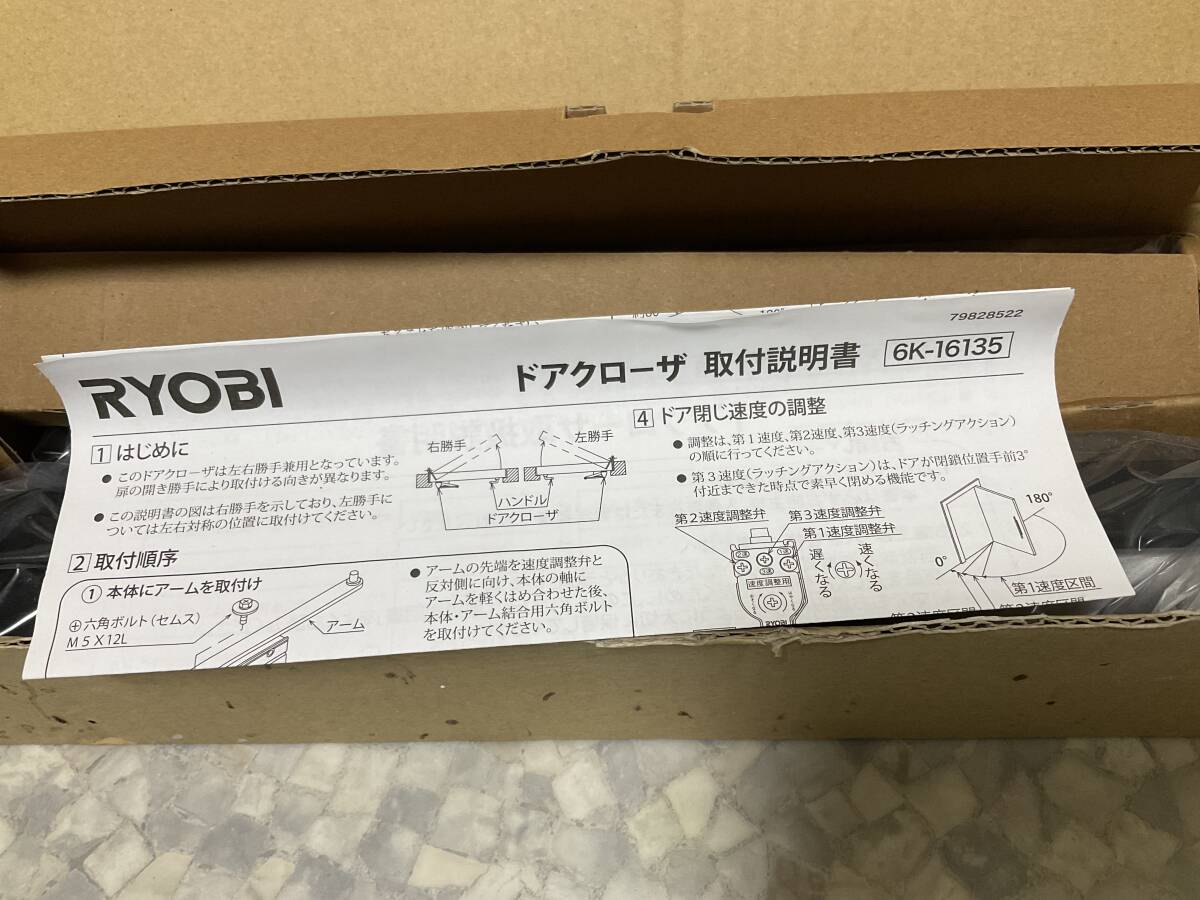 79828522
RYOBI
ドアクローザ 取付説明書 6K-16135
1 はじめに
● このドアクローザは左右勝手兼用となっています。
扉の開き勝手により取付ける向きが異なります。
● この説明書の図は右勝手を示しており、左勝手に
ついては左右対称の位置に取付けてください。
右勝手
左勝手
ハンドル
ドアクローザ
2 取付順序
① 本体にアームを取付け
⊕六角ボルト(セムス)
M5X12L
アーム
● アームの先端を速度調整弁と
反対側に向け、本体の軸に
アームを軽くはめ合わせた後、
本体・アーム結合用六角ボルト
を取付けてください。
4 ドア閉じ速度の調整
● 調整は、第1速度、第2速度、第3速度(ラッチングアクション)
の順に行ってください。
● 第3速度(ラッチングアクション)は、ドアが閉鎖位置手前3°
付近まできた時点で素早く閉める機能です。
第2速度調整弁
第3速度調整弁
第1速度調整弁
速度調整用
RYOBI
遅くなる
速くなる
180°
0°
第1速度区間